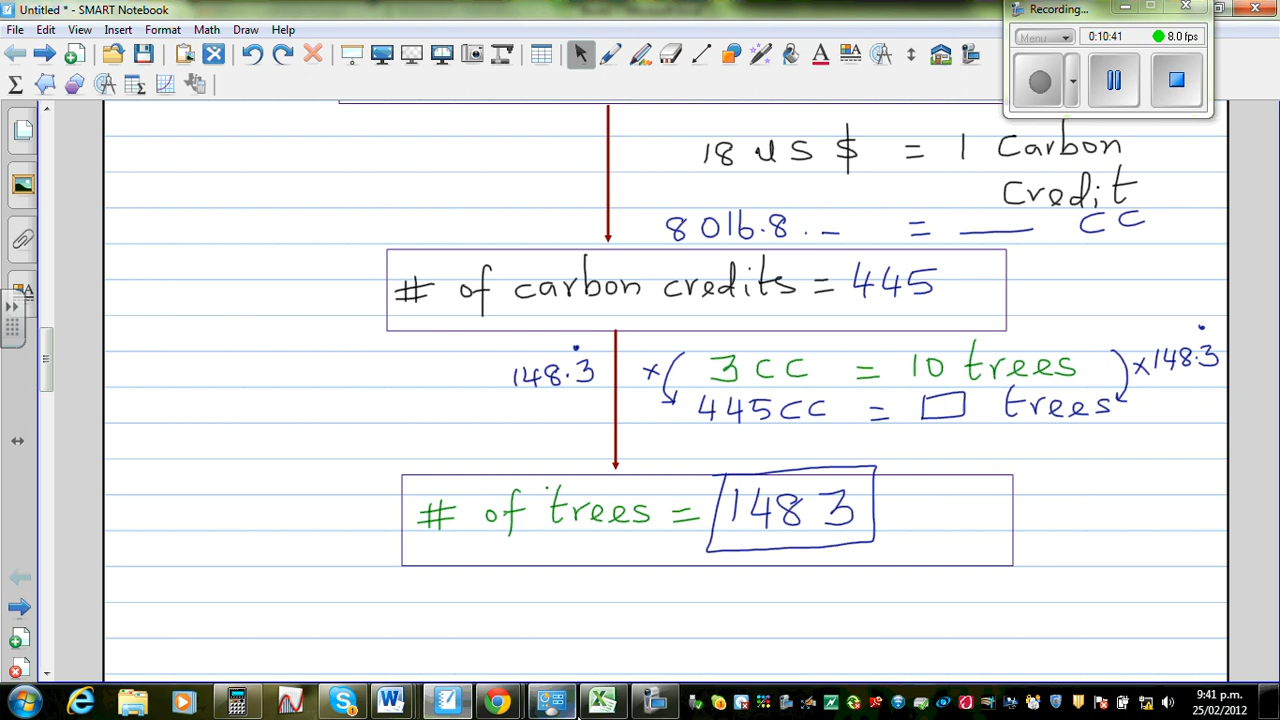 Untitled * - SMART Notebook
Recording...
File Edit View Insert Format Math Draw Help
Menu 0:10:41 8.0 fps
18 US $ = 1 Carbon
Credit
8016.8.. _ = ___ CC
# of carbon credits = 445
148.3̇ × 3 CC = 10 trees ×148.3̇
445CC = □ trees
# of trees = 1483
9:41 p.m.
25/02/2012